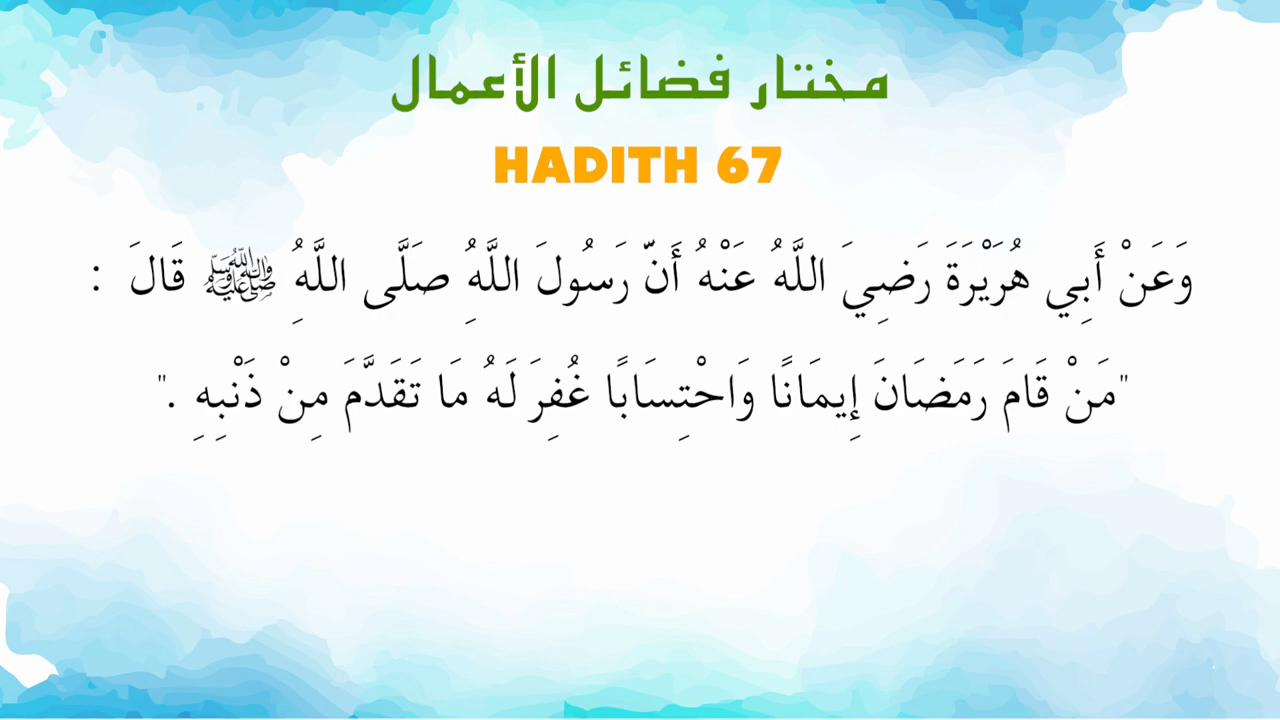 مختار فضائل الأعمال
HADITH 67
وَعَنْ أَبِي هُرَيْرَةَ رَضِيَ اللَّهُ عَنْهُ أَنّ رَسُولَ اللَّهِ صَلَّى اللَّهُ ﷺ قَالَ :
"مَنْ قَامَ رَمَضَانَ إِيمَانًا وَاحْتِسَابًا غُفِرَ لَهُ مَا تَقَدَّمَ مِنْ ذَنْبِهِ ."